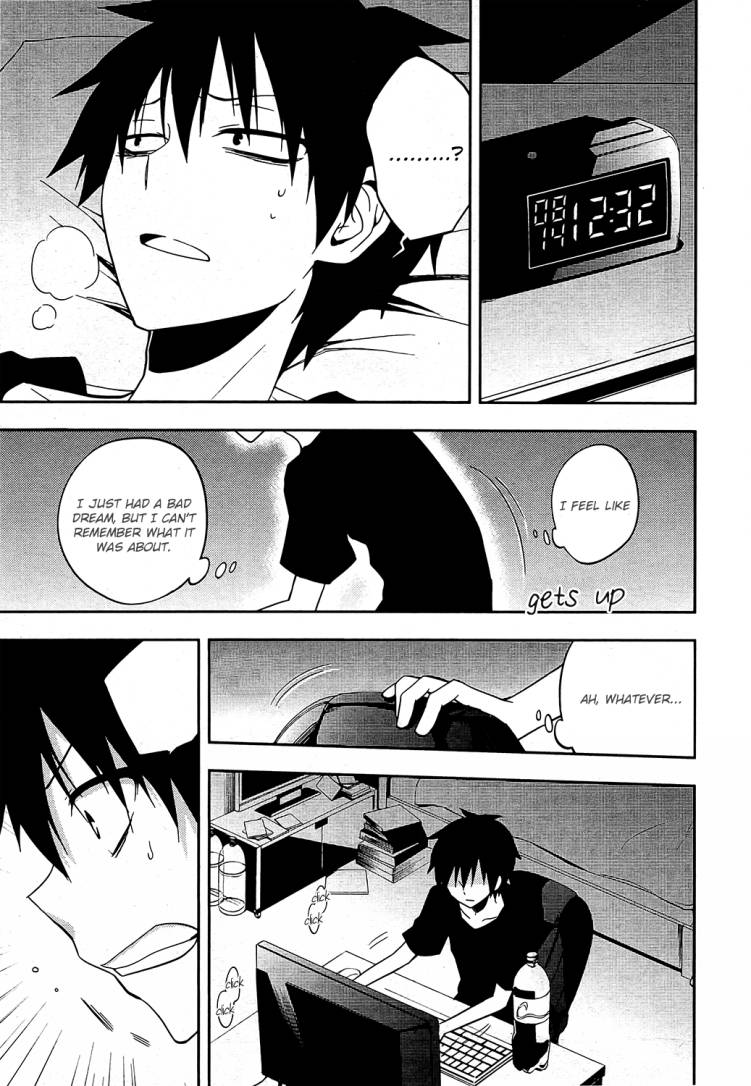 08
14
12:32
.........?
I FEEL LIKE
gets up
I JUST HAD A BAD
DREAM, BUT I CAN'T
REMEMBER WHAT IT
WAS ABOUT.
AH, WHATEVER...
click
click
click
click